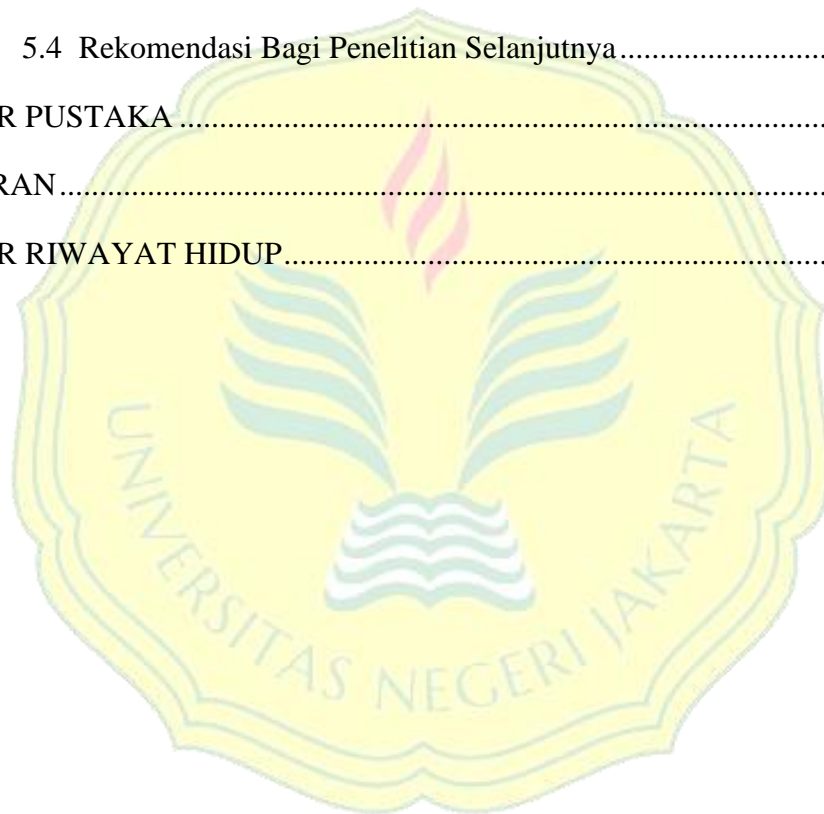 5.4 Rekomendasi Bagi Penelitian Selanjutnya....................
R PUSTAKA....................
RAN....................
R RIWAYAT HIDUP....................
UNIVERSITAS NEGERI JAKARTA